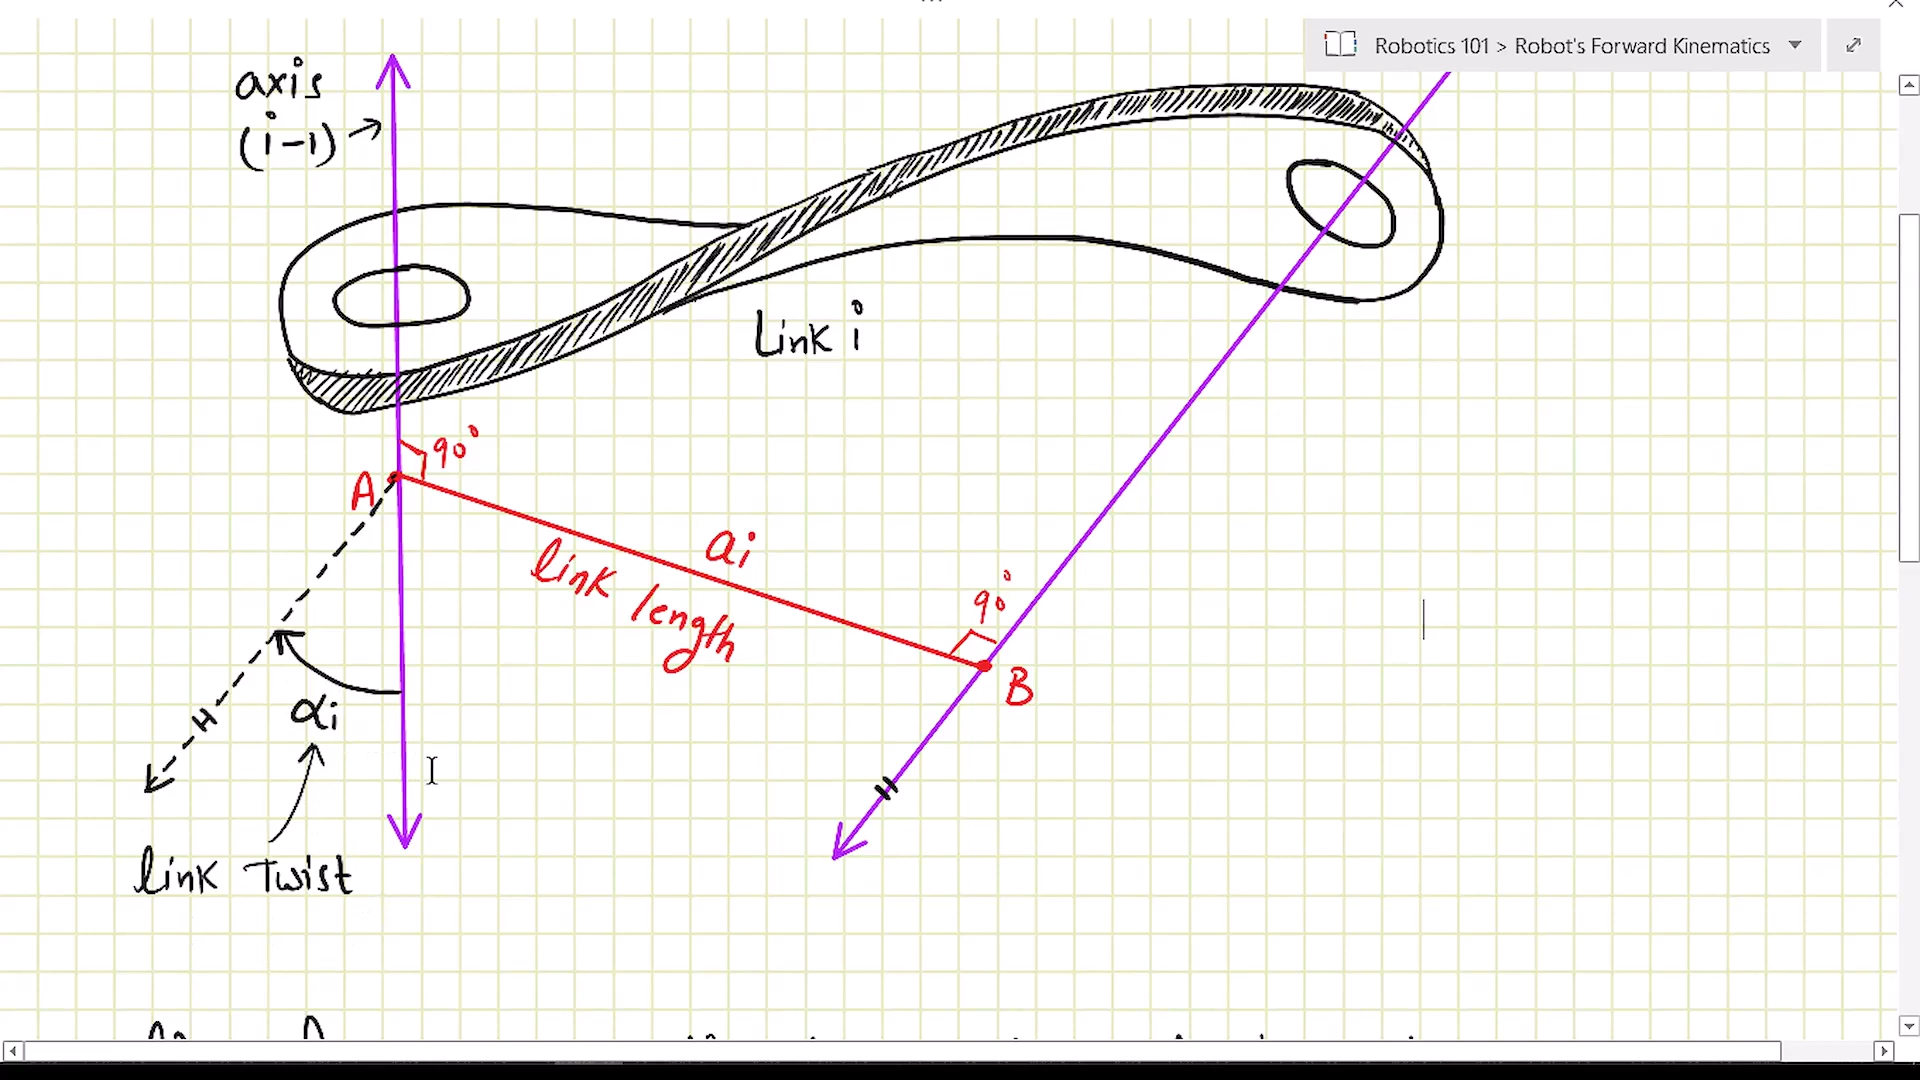 Robotics 101 > Robot's Forward Kinematics
axis
(i-1)
Link i
90°
A
ai
link length
90°
B
αi
link Twist